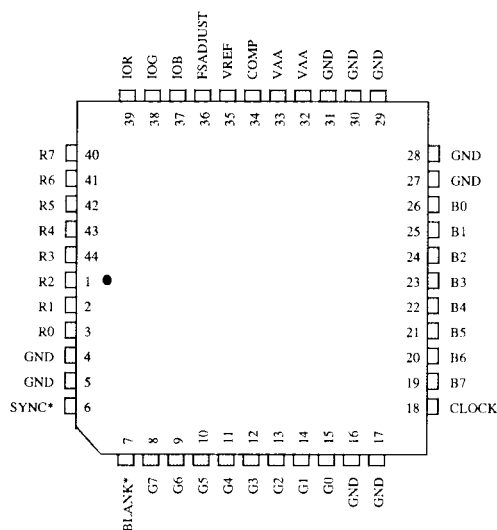 IOR IOG IOB FSADJUST VREF COMP VAA VAA GND GND GND
39 38 37 36 35 34 33 32 31 30 29
R7 40 28 GND
R6 41 27 GND
R5 42 26 B0
R4 43 25 B1
R3 44 24 B2
R2 1 23 B3
R1 2 22 B4
R0 3 21 B5
GND 4 20 B6
GND 5 19 B7
SYNC* 6 18 CLOCK
7 8 9 10 11 12 13 14 15 16 17
BLANK* G7 G6 G5 G4 G3 G2 G1 G0 GND GND